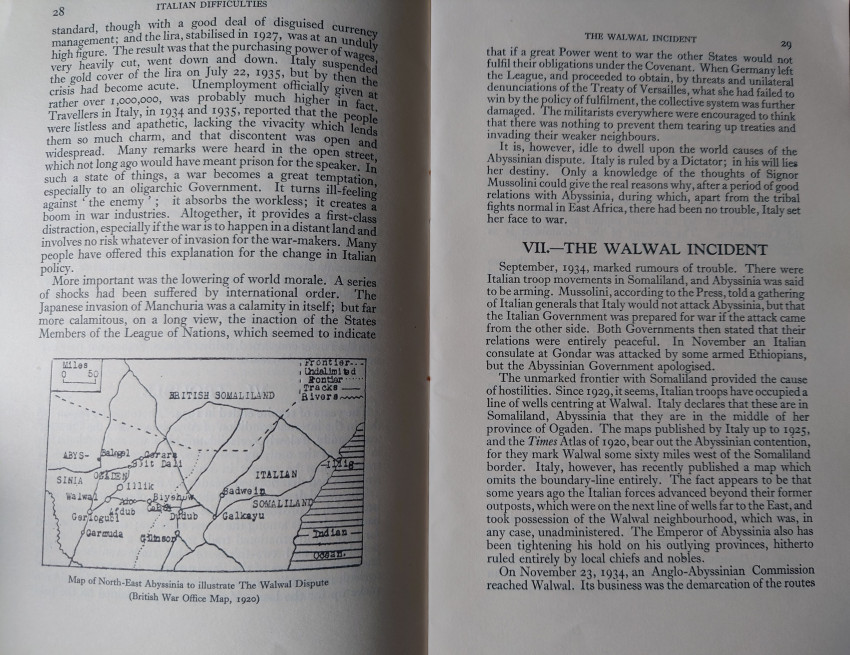 28
ITALIAN DIFFICULTIES
standard, though with a good deal of disguised currency
management; and the lira, stabilised in 1927, was at an unduly
high figure. The result was that the purchasing power of wages,
very heavily cut, went down and down. Italy suspended
the gold cover of the lira on July 22, 1935, but by then the
crisis had become acute. Unemployment officially given at
rather over 1,000,000, was probably much higher in fact.
Travellers in Italy, in 1934 and 1935, reported that the people
were listless and apathetic, lacking the vivacity which lends
them so much charm, and that discontent was open and
widespread. Many remarks were heard in the open street,
which not long ago would have meant prison for the speaker. In
such a state of things, a war becomes a great temptation,
especially to an oligarchic Government. It turns ill-feeling
against 'the enemy'; it absorbs the workless; it creates a
boom in war industries. Altogether, it provides a first-class
distraction, especially if the war is to happen in a distant land and
involves no risk whatever of invasion for the war-makers. Many
people have offered this explanation for the change in Italian
policy.
More important was the lowering of world morale. A series
of shocks had been suffered by international order. The
Japanese invasion of Manchuria was a calamity in itself; but far
more calamitous, on a long view, the inaction of the States
Members of the League of Nations, which seemed to indicate
Miles
0 50
Frontier
Undelimited
Frontier
Tracks
Rivers
BRITISH SOMALILAND
ABYS-
SINIA
OGADEN
Gerar
Split Dali
Illik
Illig
ITALIAN
SOMALILAND
Walwal
Ado
Biyehow
Sadwein
Afdub
Dudub
Galkayu
Gerlogubi
Garmuda
Galinsor
Indian
Ocean
Map of North-East Abyssinia to illustrate The Walwal Dispute
(British War Office Map, 1920)
THE WALWAL INCIDENT
29
that if a great Power went to war the other States would not
fulfil their obligations under the Covenant. When Germany left
the League, and proceeded to obtain, by threats and unilateral
denunciations of the Treaty of Versailles, what she had failed to
win by the policy of fulfilment, the collective system was further
damaged. The militarists everywhere were encouraged to think
that there was nothing to prevent them tearing up treaties and
invading their weaker neighbours.
It is, however, idle to dwell upon the world causes of the
Abyssinian dispute. Italy is ruled by a Dictator; in his will lies
her destiny. Only a knowledge of the thoughts of Signor
Mussolini could give the real reasons why, after a period of good
relations with Abyssinia, during which, apart from the tribal
fights normal in East Africa, there had been no trouble, Italy set
her face to war.
VII.—THE WALWAL INCIDENT
September, 1934, marked rumours of trouble. There were
Italian troop movements in Somaliland, and Abyssinia was said
to be arming. Mussolini, according to the Press, told a gathering
of Italian generals that Italy would not attack Abyssinia, but that
the Italian Government was prepared for war if the attack came
from the other side. Both Governments then stated that their
relations were entirely peaceful. In November an Italian
consulate at Gondar was attacked by some armed Ethiopians,
but the Abyssinian Government apologised.
The unmarked frontier with Somaliland provided the cause
of hostilities. Since 1929, it seems, Italian troops have occupied a
line of wells centring at Walwal. Italy declares that these are in
Somaliland, Abyssinia that they are in the middle of her
province of Ogaden. The maps published by Italy up to 1925,
and the Times Atlas of 1920, bear out the Abyssinian contention,
for they mark Walwal some sixty miles west of the Somaliland
border. Italy, however, has recently published a map which
omits the boundary-line entirely. The fact appears to be that
some years ago the Italian forces advanced beyond their former
outposts, which were on the next line of wells far to the East, and
took possession of the Walwal neighbourhood, which was, in
any case, unadministered. The Emperor of Abyssinia also has
been tightening his hold on his outlying provinces, hitherto
ruled entirely by local chiefs and nobles.
On November 23, 1934, an Anglo-Abyssinian Commission
reached Walwal. Its business was the demarcation of the routes